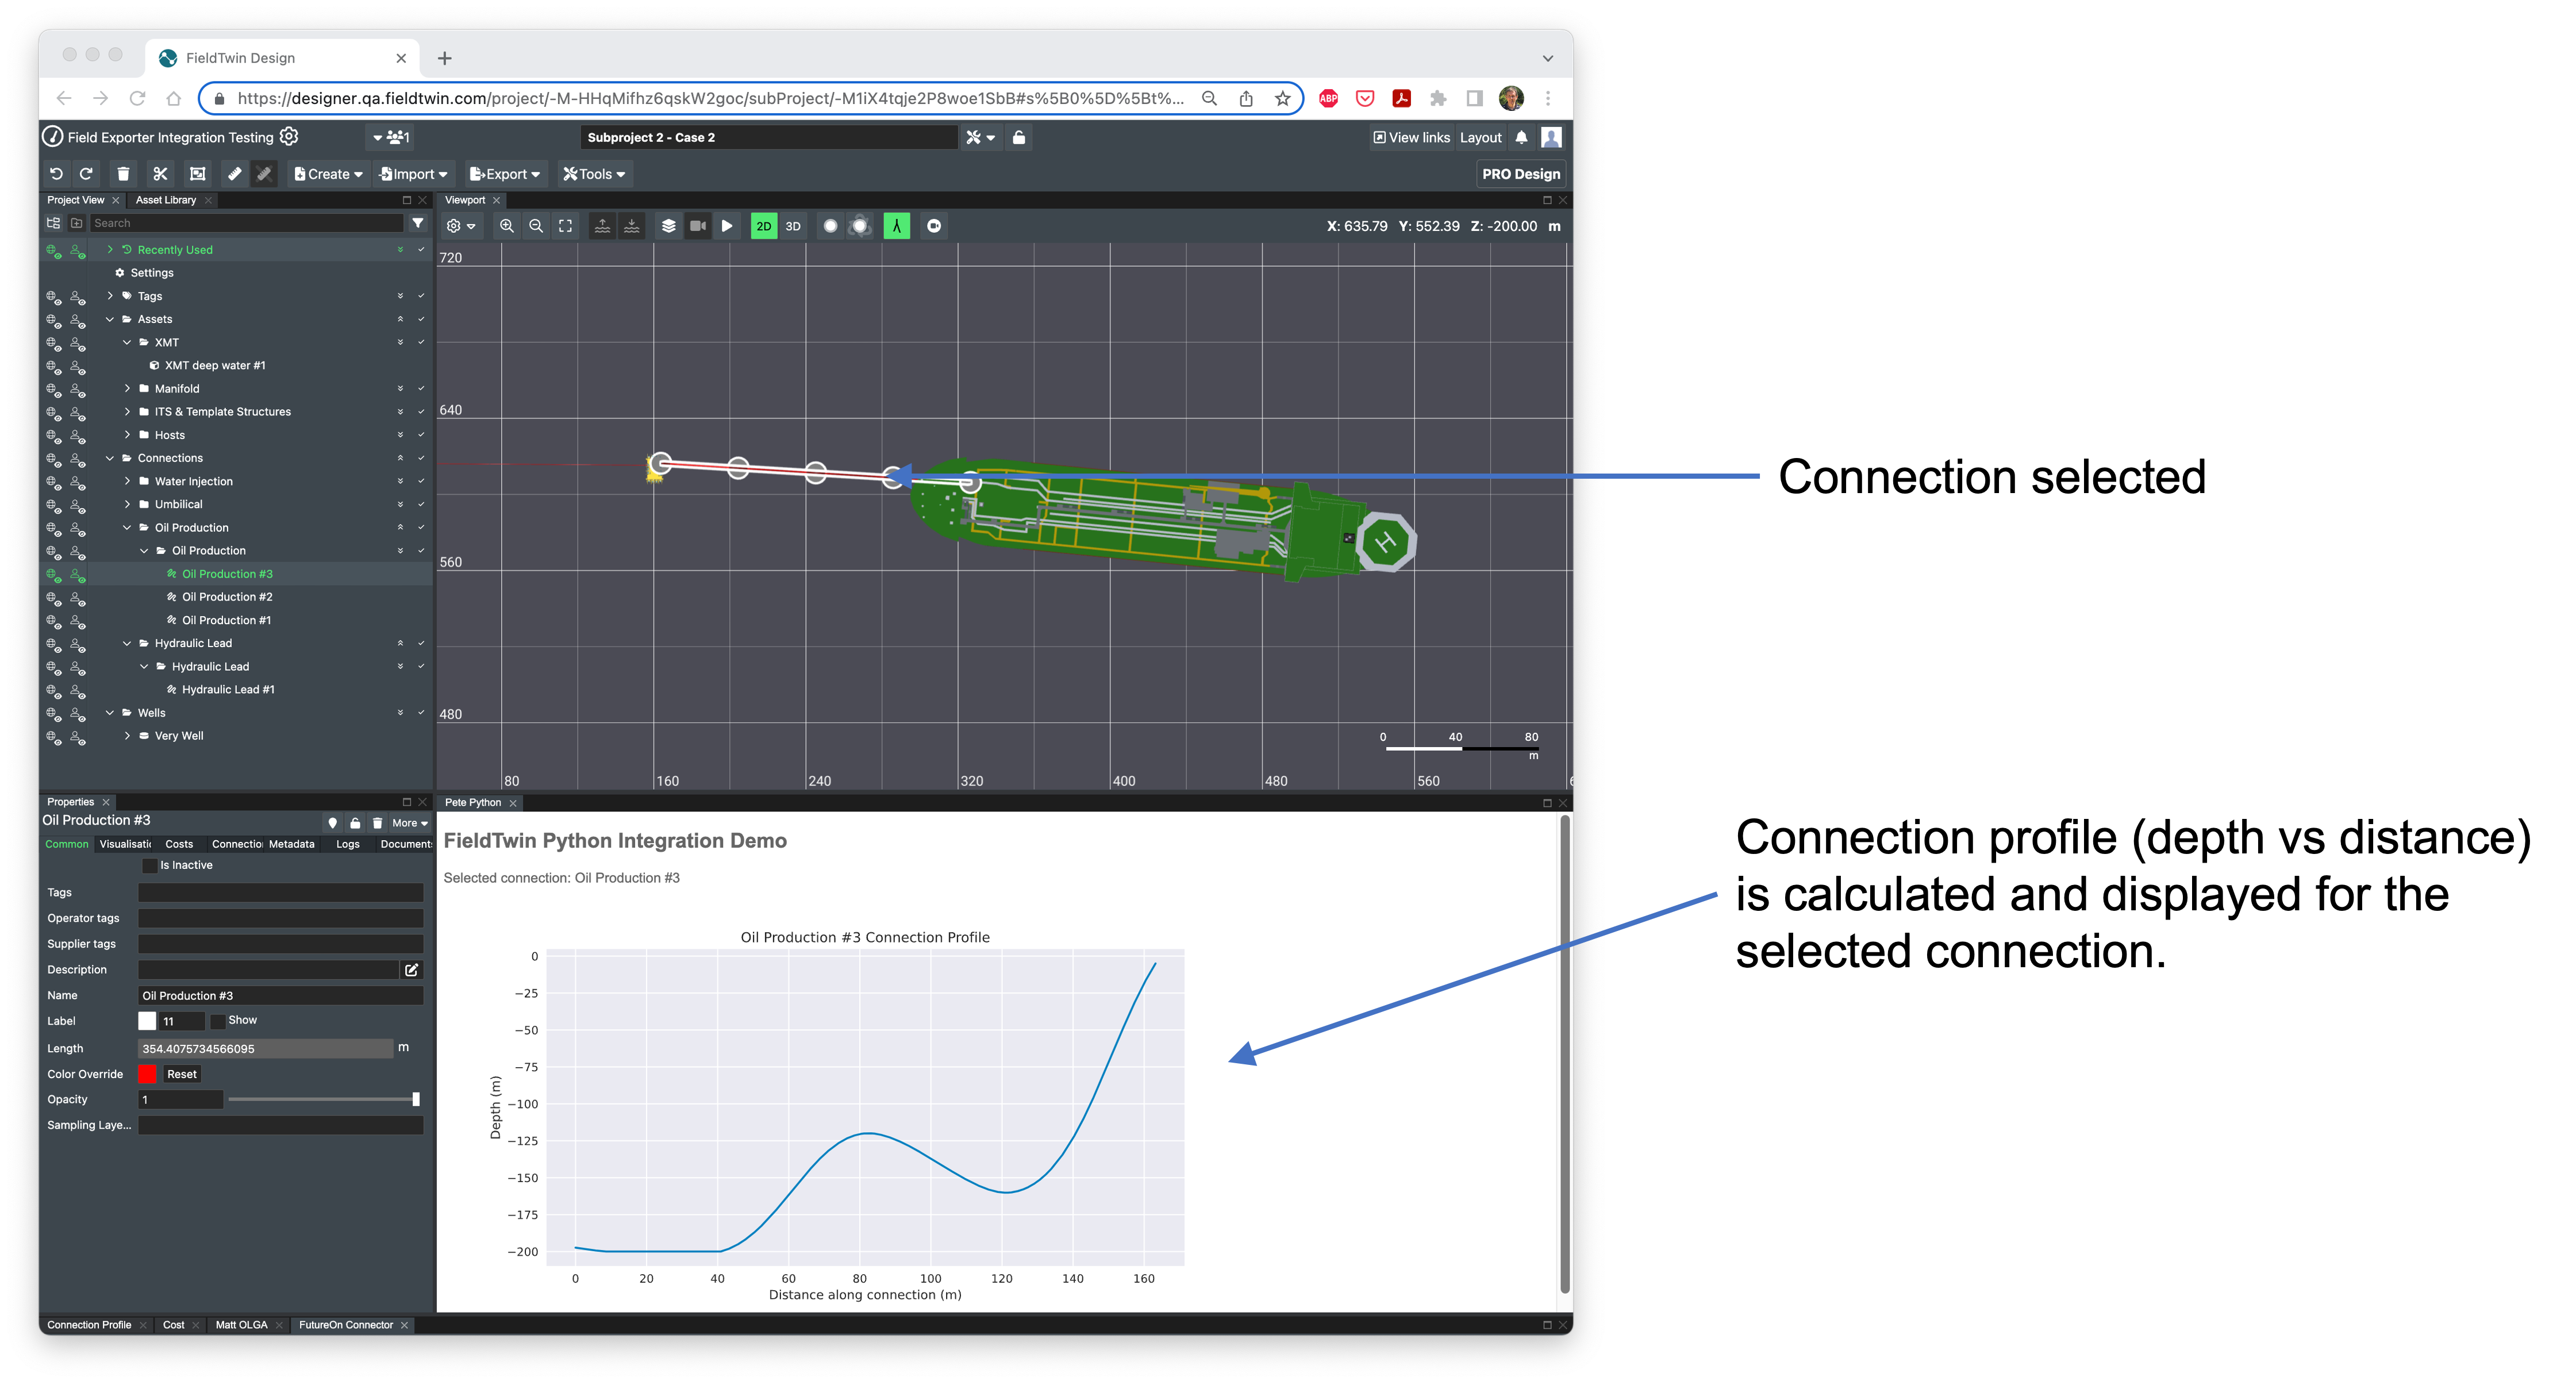 FieldTwin Design
https://designer.qa.fieldtwin.com/project/-M-HHqMifhz6qskW2goc/subProject/-M1iX4tqje2P8woe1SbB#s%5B0%5D%5Bt%...
ABP
Field Exporter Integration Testing
1
Subproject 2 - Case 2
View links
Layout
Create
Import
Export
Tools
PRO Design
Project View
Asset Library
Search
Recently Used
Settings
Tags
Assets
XMT
XMT deep water #1
Manifold
ITS & Template Structures
Hosts
Connections
Water Injection
Umbilical
Oil Production
Oil Production
Oil Production #3
Oil Production #2
Oil Production #1
Hydraulic Lead
Hydraulic Lead
Hydraulic Lead #1
Wells
Very Well
Viewport
2D
3D
X: 635.79 Y: 552.39 Z: -200.00 m
720
640
560
480
80
160
240
320
400
480
560
6
H
0 40 80
m
Connection selected
Properties
Oil Production #3
More
Common
Visualisati
Costs
Connectio
Metadata
Logs
Document
Is Inactive
Tags
Operator tags
Supplier tags
Description
Name
Oil Production #3
Label
11
Show
Length
354.4075734566095
m
Color Override
Reset
Opacity
1
Sampling Laye...
Pete Python
FieldTwin Python Integration Demo
Selected connection: Oil Production #3
Oil Production #3 Connection Profile
0
−25
−50
−75
−100
−125
−150
−175
−200
Depth (m)
0 20 40 60 80 100 120 140 160
Distance along connection (m)
Connection profile (depth vs distance)
is calculated and displayed for the
selected connection.
Connection Profile
Cost
Matt OLGA
FutureOn Connector